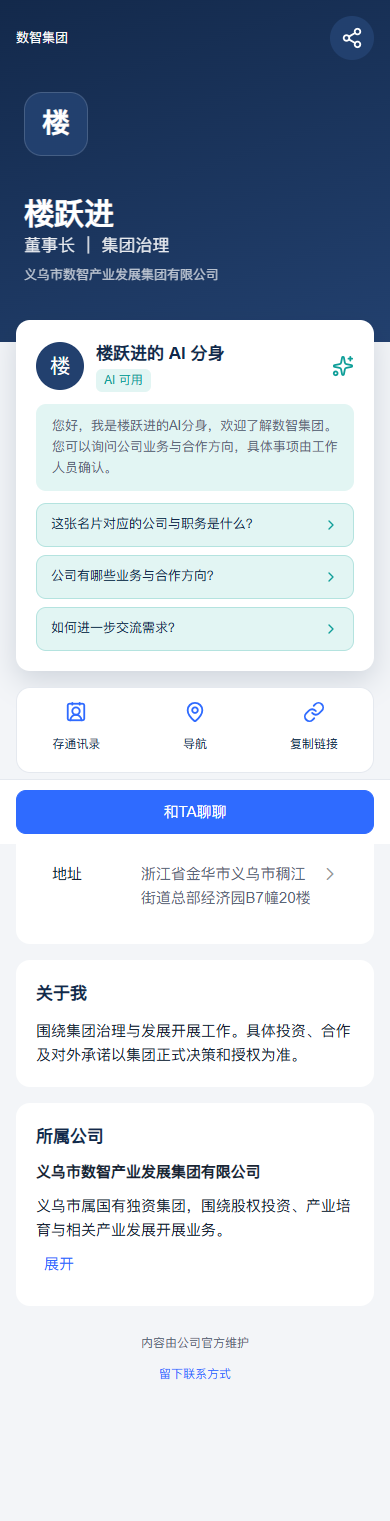 数智集团
楼
楼跃进
董事长 | 集团治理
义乌市数智产业发展集团有限公司
楼
楼跃进的 AI 分身
AI 可用
您好，我是楼跃进的AI分身，欢迎了解数智集团。
您可以询问公司业务与合作方向，具体事项由工作
人员确认。
这张名片对应的公司与职务是什么?
公司有哪些业务与合作方向?
如何进一步交流需求?
存通讯录
导航
复制链接
和TA聊聊
地址
浙江省金华市义乌市稠江
街道总部经济园B7幢20楼
关于我
围绕集团治理与发展开展工作。具体投资、合作
及对外承诺以集团正式决策和授权为准。
所属公司
义乌市数智产业发展集团有限公司
义乌市属国有独资集团，围绕股权投资、产业培
育与相关产业发展开展业务。
展开
内容由公司官方维护
留下联系方式